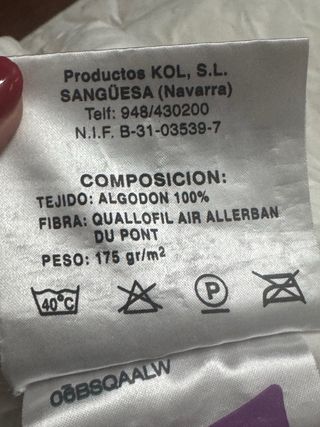 Productos KOL, S.L.
SANGÜESA (Navarra)
Telf: 948/430200
N.I.F. B-31-03539-7
COMPOSICION:
TEJIDO: ALGODON 100%
FIBRA: QUALLOFIL AIR ALLERBAN
DU PONT
PESO: 175 gr/m²
40°C
P